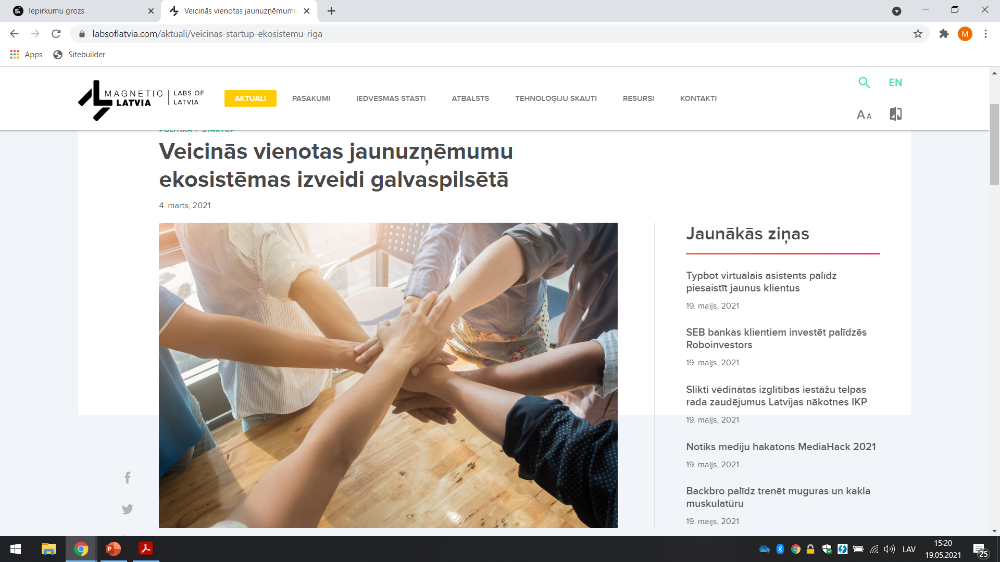 Iepirkumu grozs
Veicinās vienotas jaunuzņēmumu
labsoflatvia.com/aktuali/veicinas-startup-ekosistemu-riga
M
Apps
Sitebuilder
MAGNETIC LATVIA
LABS OF LATVIA
AKTUĀLI
PASĀKUMI
IEDVESMAS STĀSTI
ATBALSTS
TEHNOLOĢIJU SKAUTI
RESURSI
KONTAKTI
EN
A A
POLITIKA / STARTUP
Veicinās vienotas jaunuzņēmumu
ekosistēmas izveidi galvaspilsētā
4. marts, 2021
Jaunākās ziņas
Typbot virtuālais asistents palīdz
piesaistīt jaunus klientus
19. maijs, 2021
SEB bankas klientiem investēt palīdzēs
Roboinvestors
19. maijs, 2021
Slikti vēdinātas izglītības iestāžu telpas
rada zaudējumus Latvijas nākotnes IKP
19. maijs, 2021
Notiks mediju hakatons MediaHack 2021
19. maijs, 2021
Backbro palīdz trenēt muguras un kakla
muskulatūru
19. maijs, 2021
LAV
15:20
19.05.2021
25